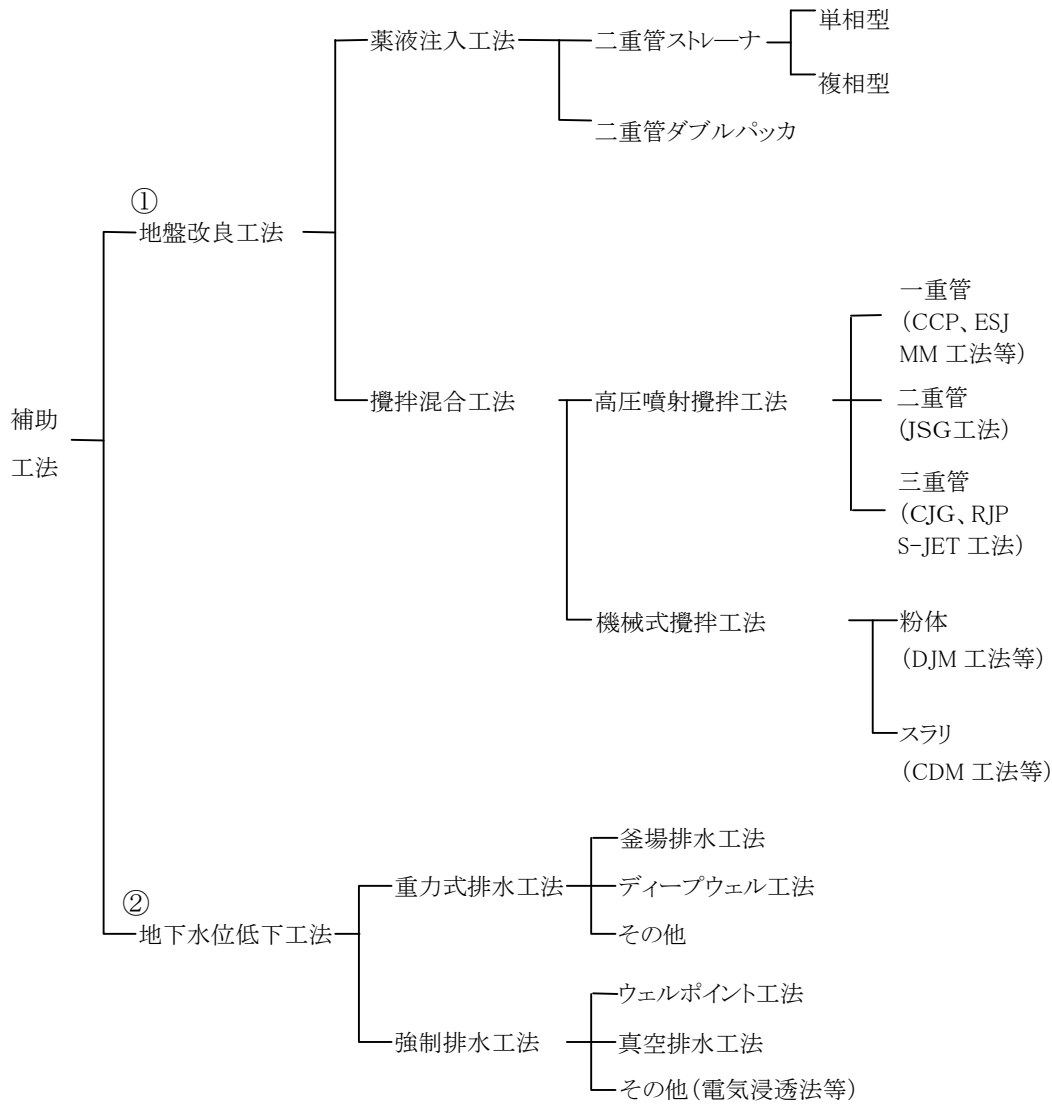 補助
工法
①
地盤改良工法
薬液注入工法
二重管ストレーナ
単相型
複相型
二重管ダブルパッカ
攪拌混合工法
高圧噴射攪拌工法
一重管
(CCP、ESJ
MM 工法等)
二重管
(JSG工法)
三重管
(CJG、RJP
S-JET 工法)
機械式攪拌工法
粉体
(DJM 工法等)
スラリ
(CDM 工法等)
②
地下水位低下工法
重力式排水工法
釜場排水工法
ディープウェル工法
その他
強制排水工法
ウェルポイント工法
真空排水工法
その他(電気浸透法等)